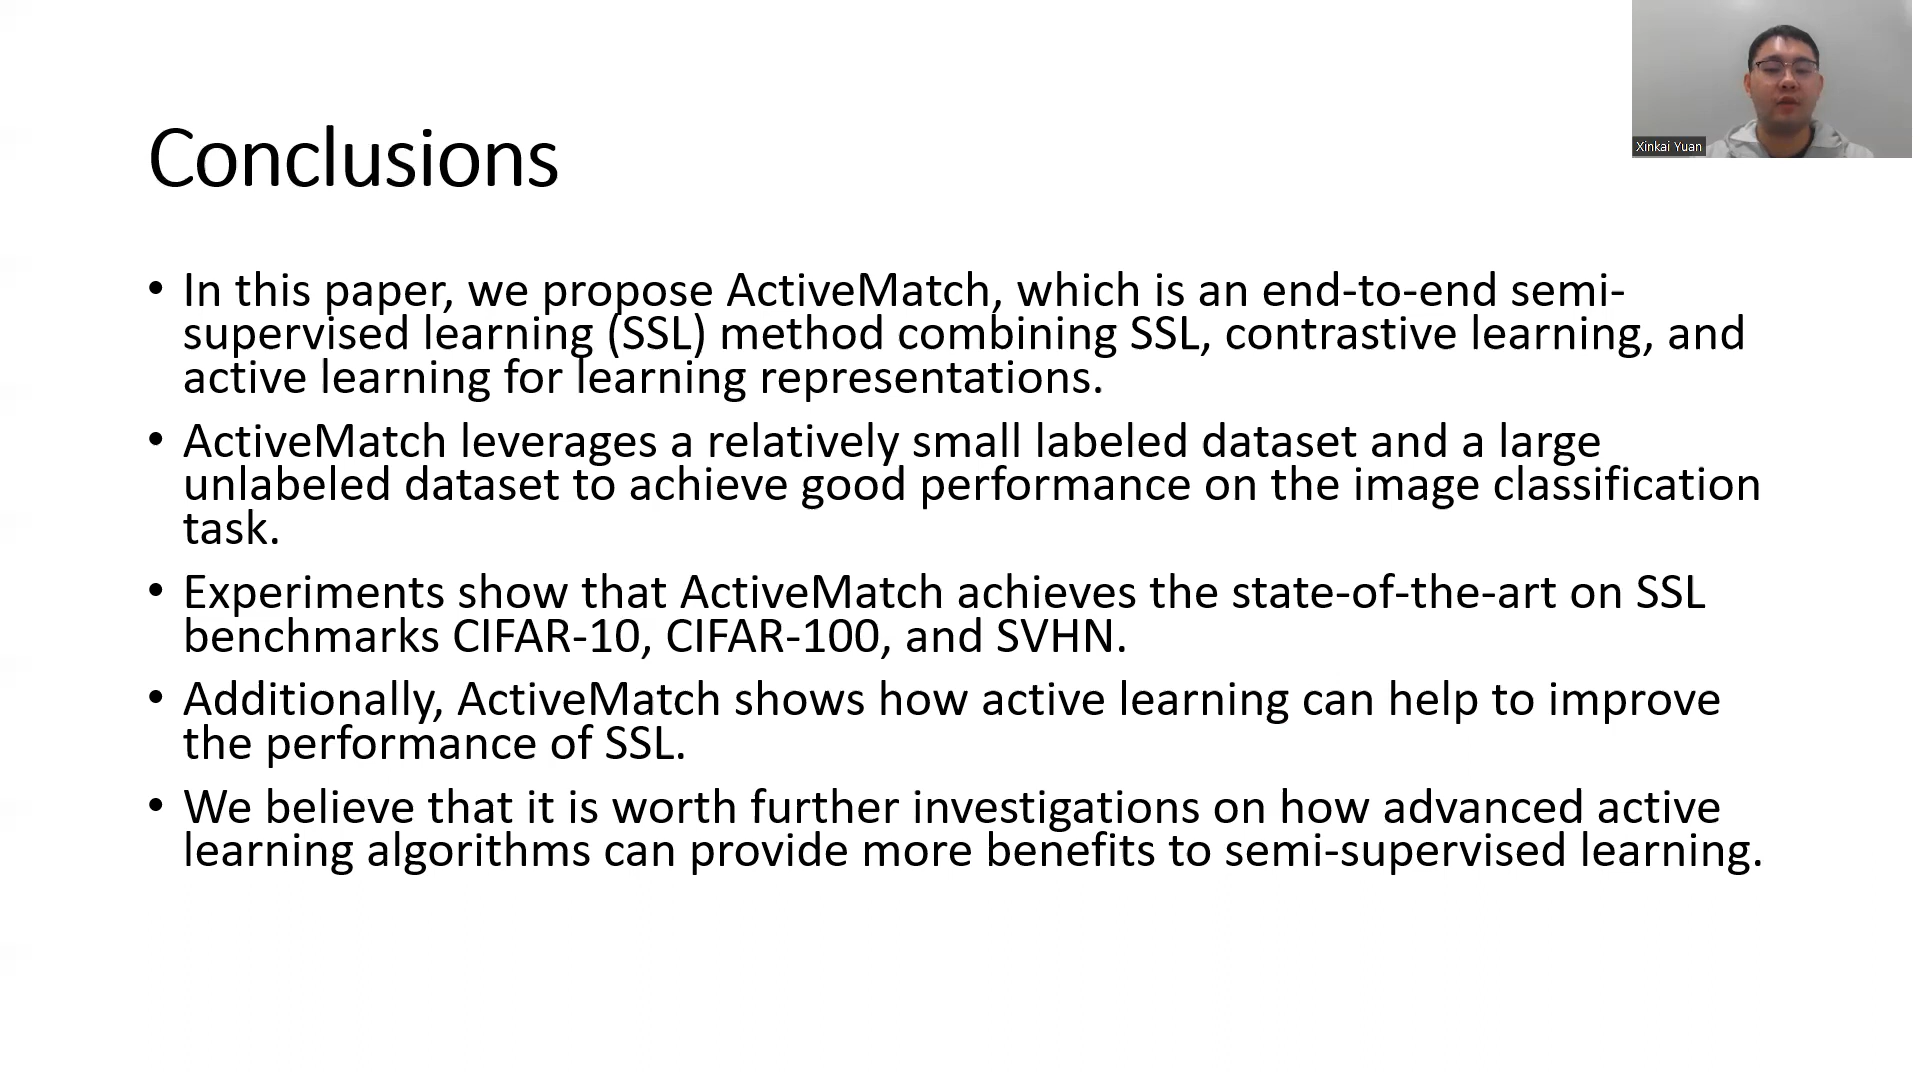 Xinkai Yuan
Conclusions
• In this paper, we propose ActiveMatch, which is an end-to-end semi-
supervised learning (SSL) method combining SSL, contrastive learning, and
active learning for learning representations.
• ActiveMatch leverages a relatively small labeled dataset and a large
unlabeled dataset to achieve good performance on the image classification
task.
• Experiments show that ActiveMatch achieves the state-of-the-art on SSL
benchmarks CIFAR-10, CIFAR-100, and SVHN.
• Additionally, ActiveMatch shows how active learning can help to improve
the performance of SSL.
• We believe that it is worth further investigations on how advanced active
learning algorithms can provide more benefits to semi-supervised learning.